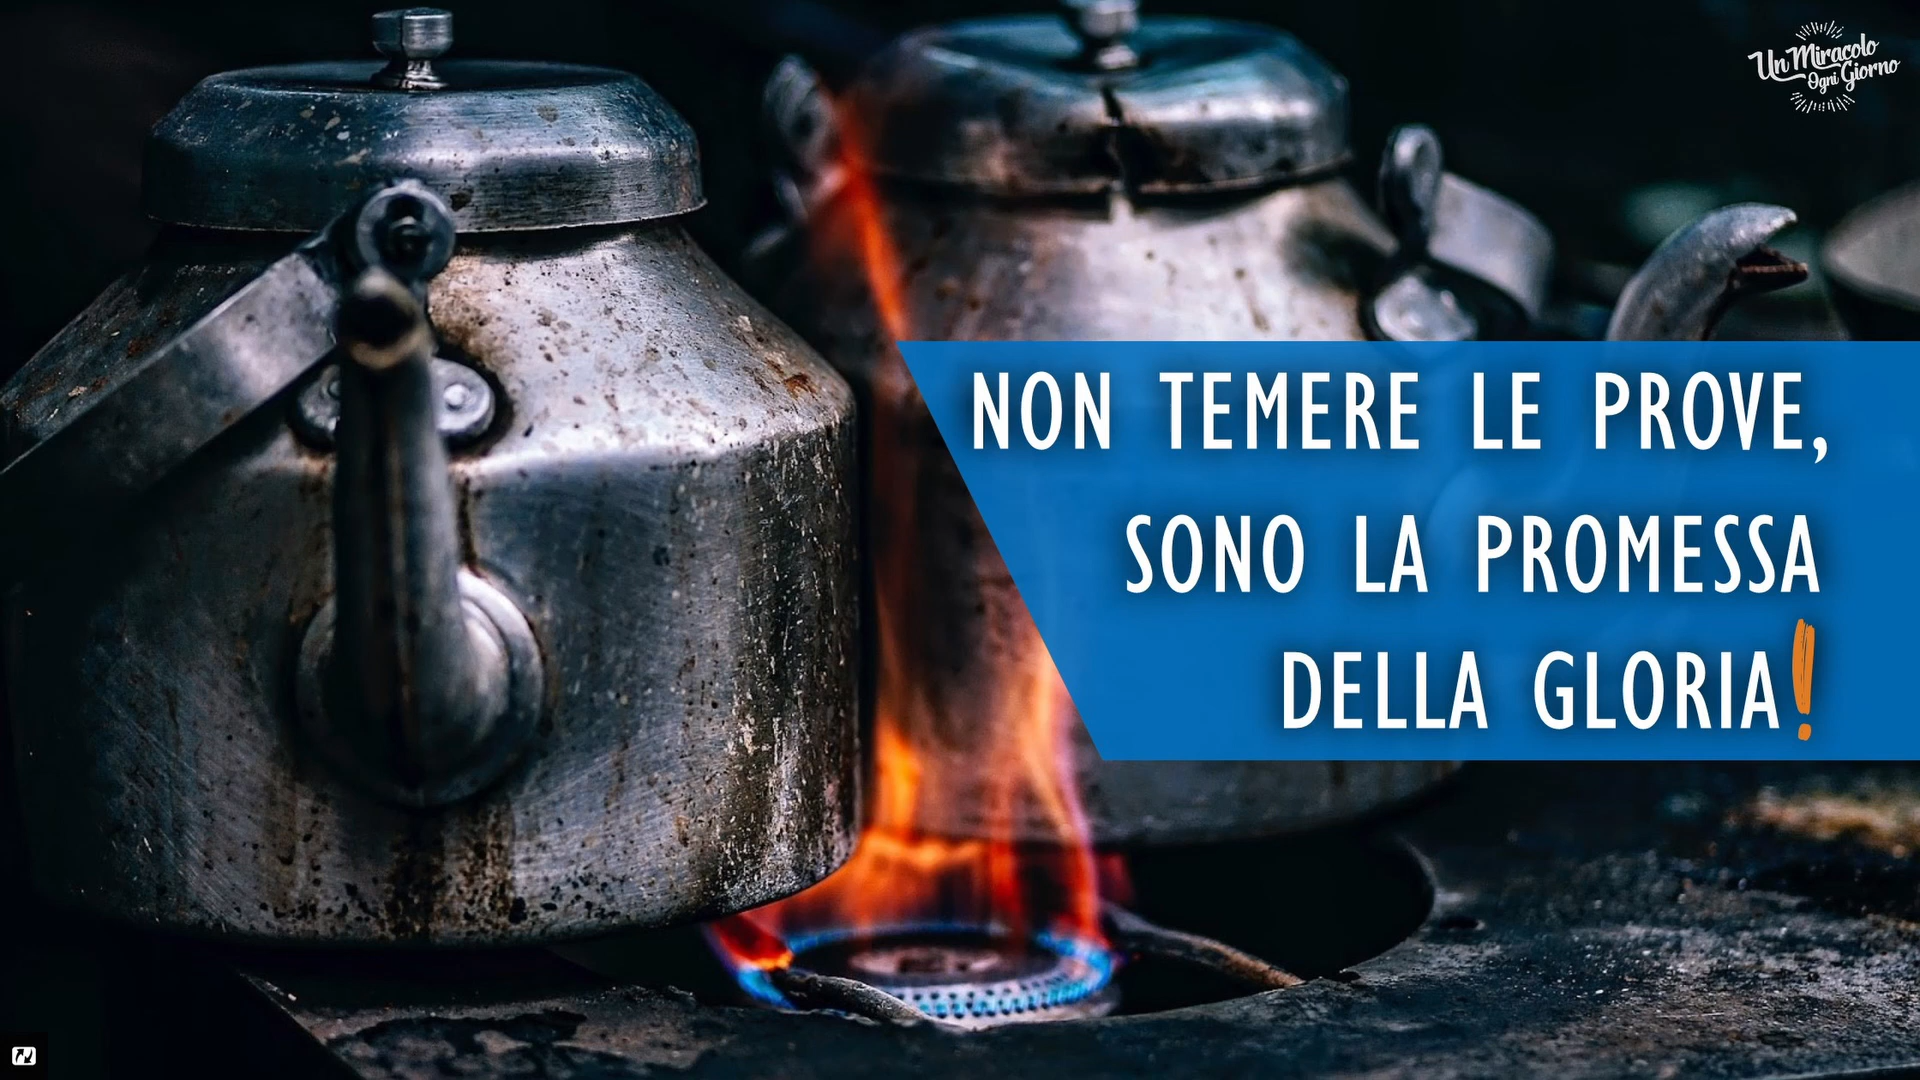 Un Miracolo
Ogni Giorno
NON TEMERE LE PROVE,
SONO LA PROMESSA
DELLA GLORIA!